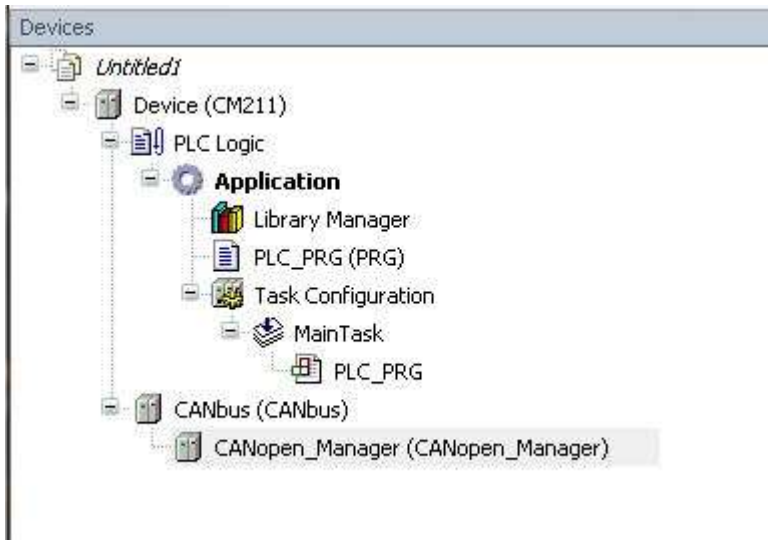 Devices
Untitled1
Device (CM211)
PLC Logic
Application
Library Manager
PLC_PRG (PRG)
Task Configuration
MainTask
PLC_PRG
CANbus (CANbus)
CANopen_Manager (CANopen_Manager)